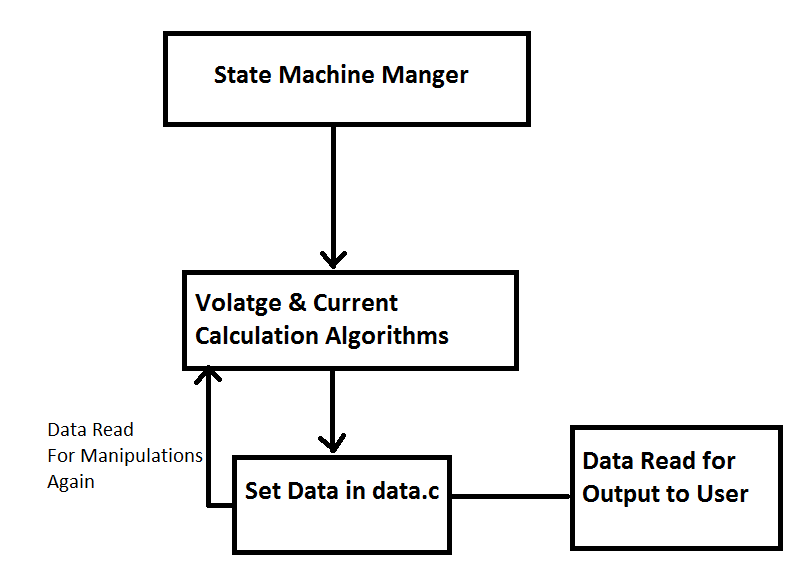 State Machine Manger
Volatge & Current
Calculation Algorithms
Data Read
For Manipulations
Again
Set Data in data.c
Data Read for
Output to User